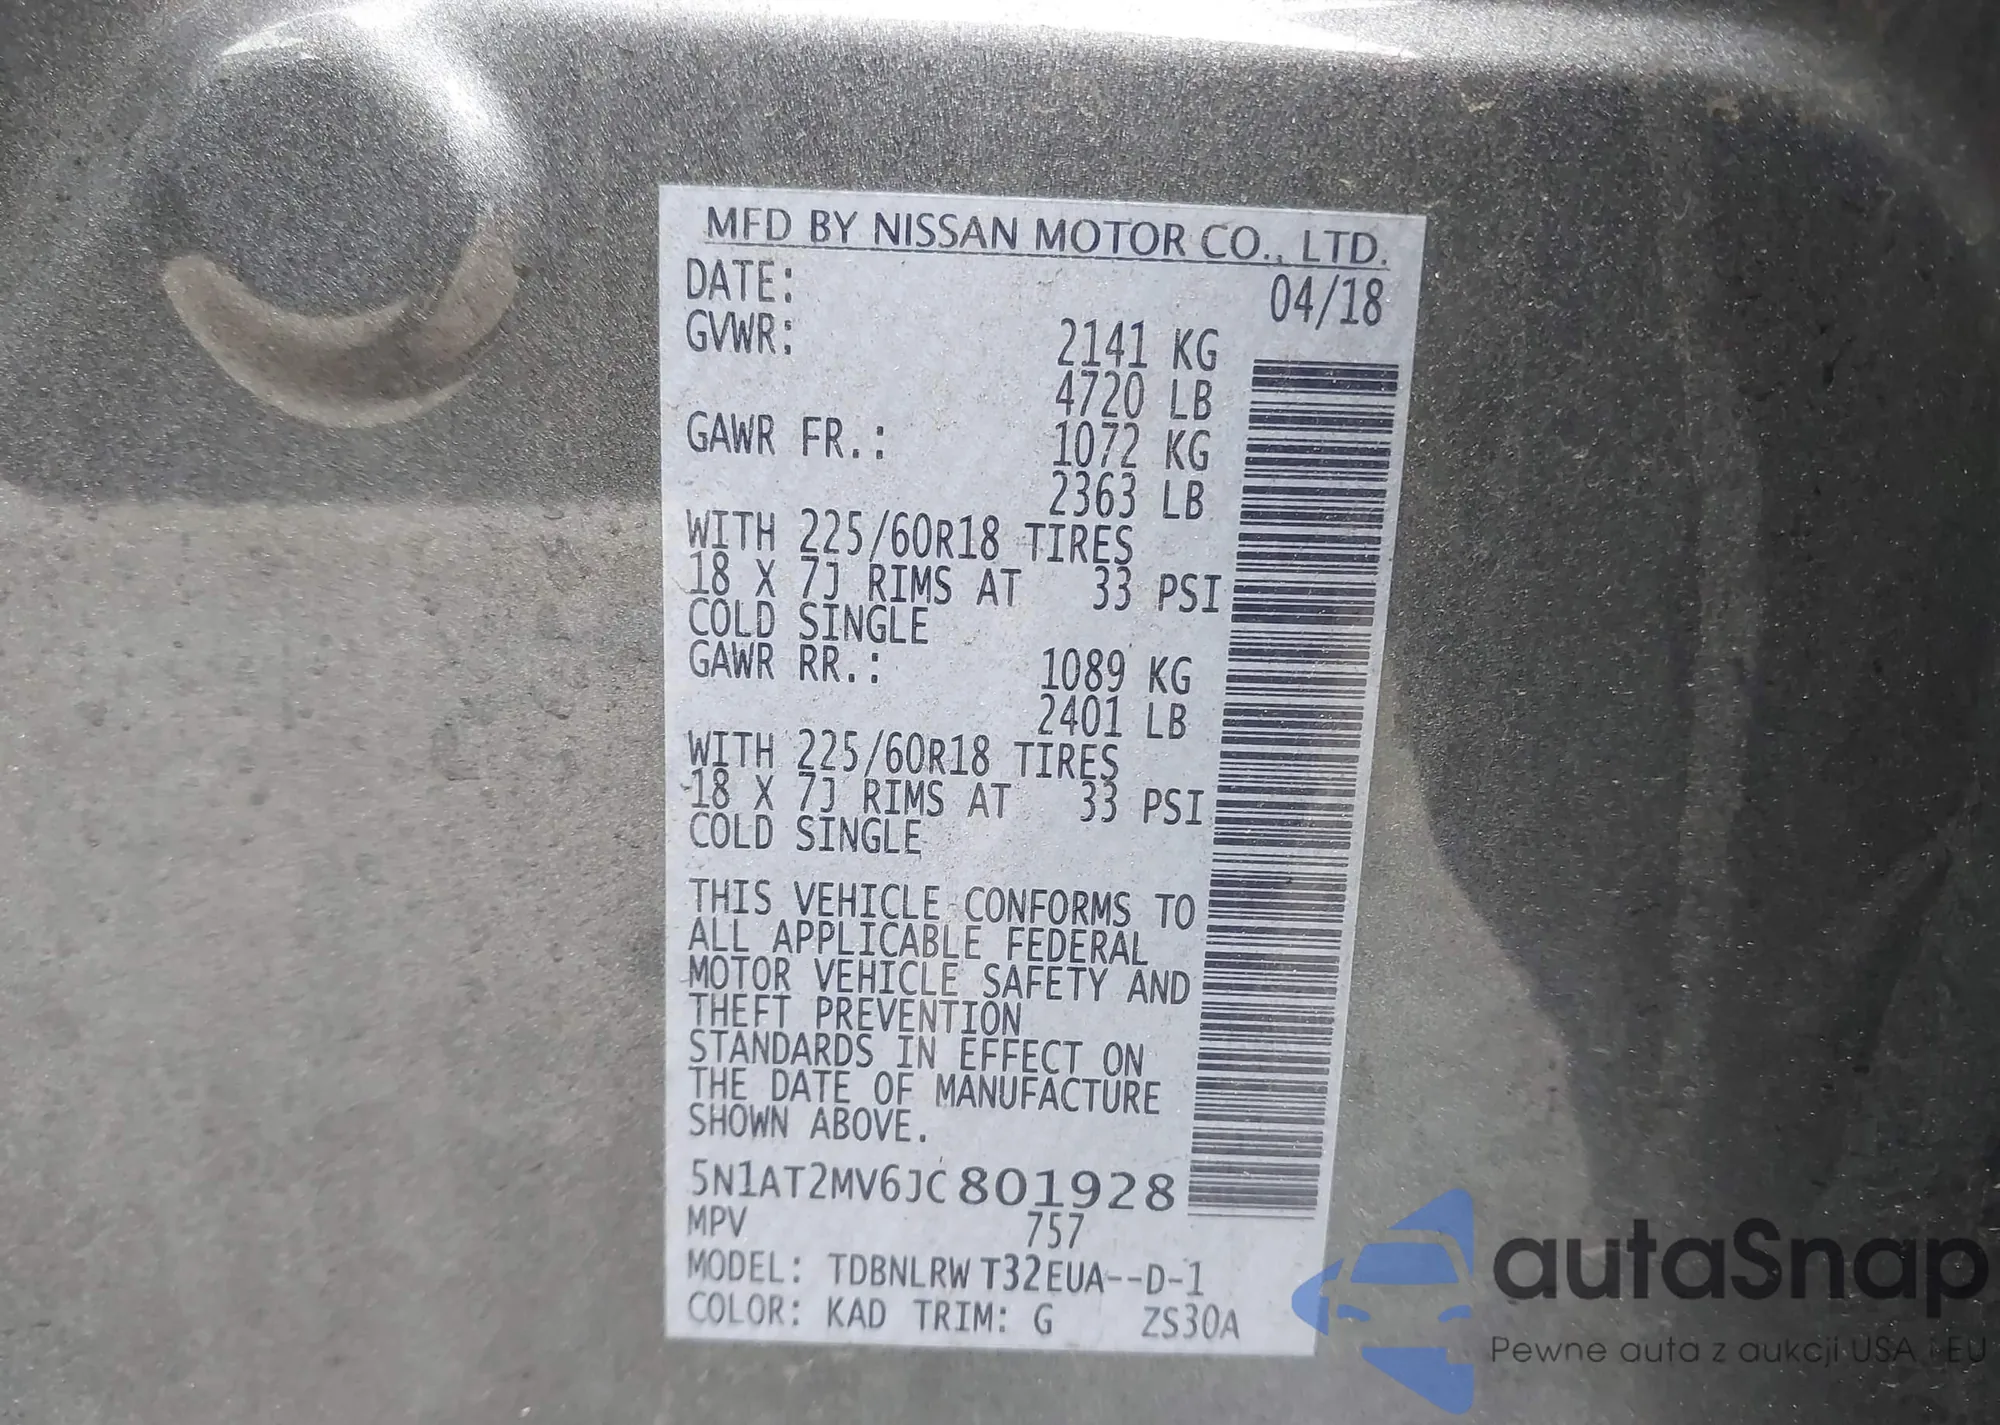 MFD BY NISSAN MOTOR CO., LTD.
DATE: 04/18
GVWR: 2141 KG
4720 LB
GAWR FR.: 1072 KG
2363 LB
WITH 225/60R18 TIRES
18 X 7J RIMS AT 33 PSI
COLD SINGLE
GAWR RR.: 1089 KG
2401 LB
WITH 225/60R18 TIRES
18 X 7J RIMS AT 33 PSI
COLD SINGLE
THIS VEHICLE CONFORMS TO
ALL APPLICABLE FEDERAL
MOTOR VEHICLE SAFETY AND
THEFT PREVENTION
STANDARDS IN EFFECT ON
THE DATE OF MANUFACTURE
SHOWN ABOVE.
5N1AT2MV6JC801928
MPV 757
MODEL: TDBNLRW T32EUA--D-1
COLOR: KAD TRIM: G ZS30A
autaSnap
Pewne auta z aukcji USA i EU